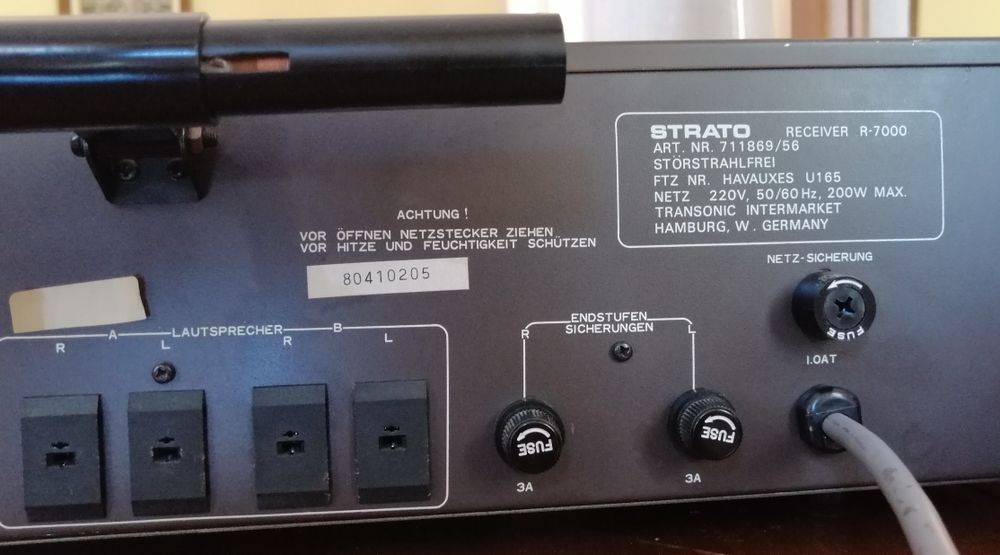 STRATO RECEIVER R-7000
ART. NR. 711869/56
STÖRSTRAHLFREI
FTZ NR. HAVAUXES U165
NETZ 220V, 50/60Hz, 200W MAX.
TRANSONIC INTERMARKET
HAMBURG, W. GERMANY
ACHTUNG!
VOR ÖFFNEN NETZSTECKER ZIEHEN
VOR HITZE UND FEUCHTIGKEIT SCHÜTZEN
80410205
NETZ-SICHERUNG
FUSE
1.0AT
A LAUTSPRECHER B
R L R L
ENDSTUFEN
SICHERUNGEN
R L
FUSE FUSE
3A 3A